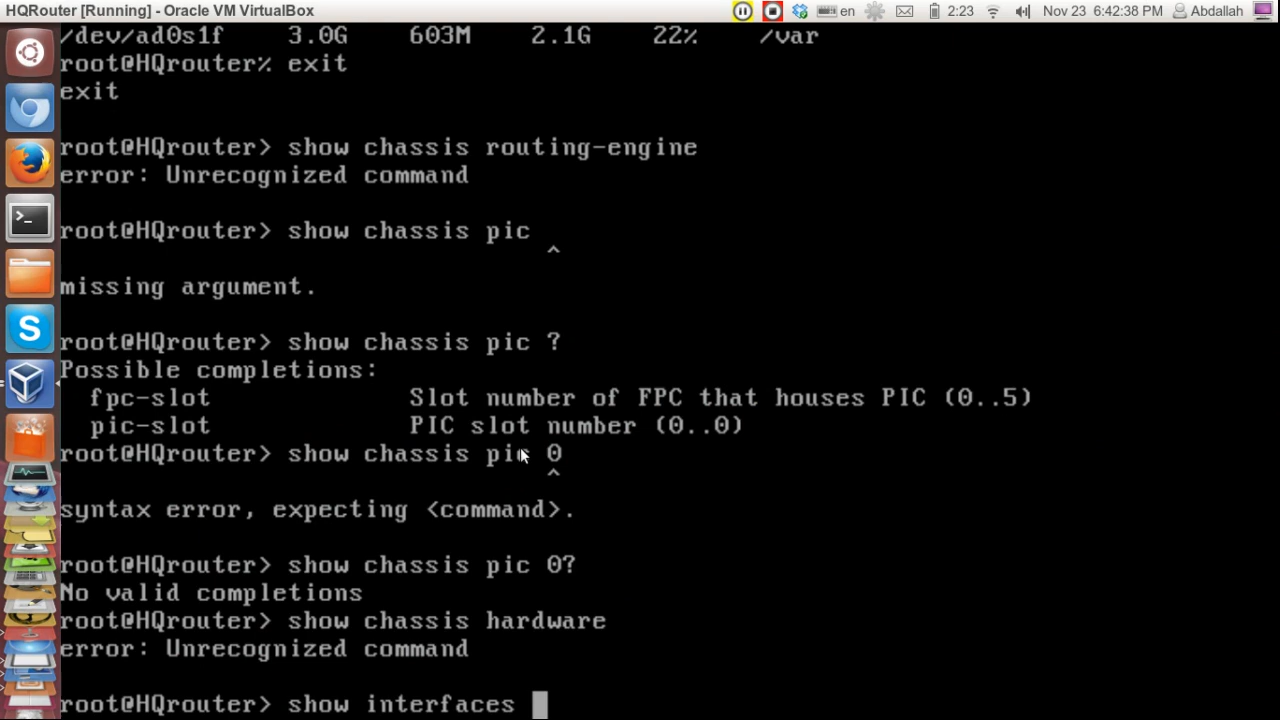 HQRouter [Running] - Oracle VM VirtualBox
en
2:23
Nov 23 6:42:38 PM
Abdallah
/dev/ad0s1f 3.0G 603M 2.1G 22% /var
root@HQrouter% exit
exit
root@HQrouter> show chassis routing-engine
error: Unrecognized command
root@HQrouter> show chassis pic
^
missing argument.
root@HQrouter> show chassis pic ?
Possible completions:
fpc-slot Slot number of FPC that houses PIC (0..5)
pic-slot PIC slot number (0..0)
root@HQrouter> show chassis pic 0
^
syntax error, expecting <command>.
root@HQrouter> show chassis pic 0?
No valid completions
root@HQrouter> show chassis hardware
error: Unrecognized command
root@HQrouter> show interfaces